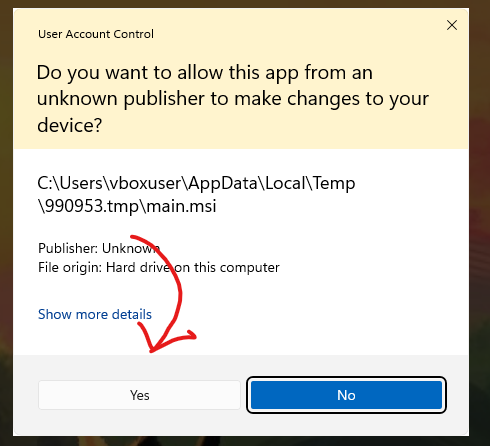 User Account Control
Do you want to allow this app from an
unknown publisher to make changes to your
device?
C:\Users\vboxuser\AppData\Local\Temp
\990953.tmp\main.msi
Publisher: Unknown
File origin: Hard drive on this computer
Show more details
Yes
No